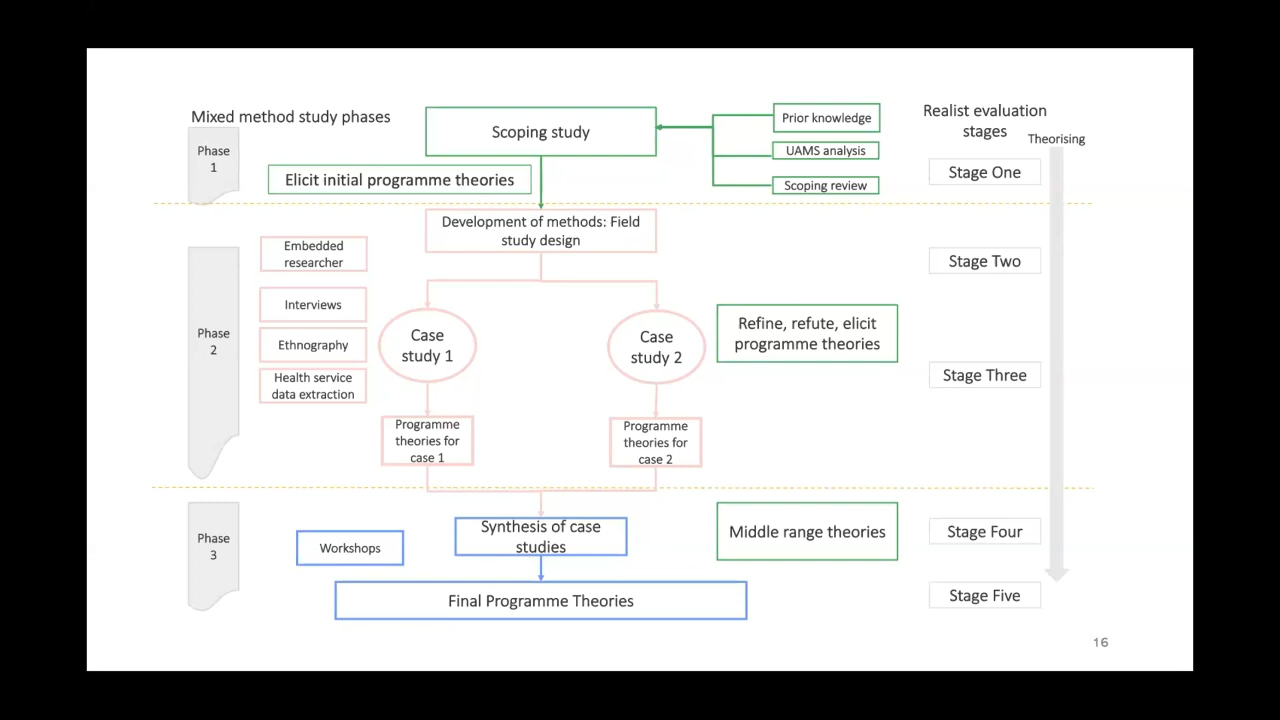 Mixed method study phases
Phase
1
Scoping study
Elicit initial programme theories
Prior knowledge
UAMS analysis
Scoping review
Realist evaluation
stages
Theorising
Stage One
Development of methods: Field
study design
Phase
2
Embedded
researcher
Interviews
Ethnography
Health service
data extraction
Case
study 1
Case
study 2
Refine, refute, elicit
programme theories
Stage Two
Stage Three
Programme
theories for
case 1
Programme
theories for
case 2
Phase
3
Workshops
Synthesis of case
studies
Middle range theories
Stage Four
Final Programme Theories
Stage Five
16